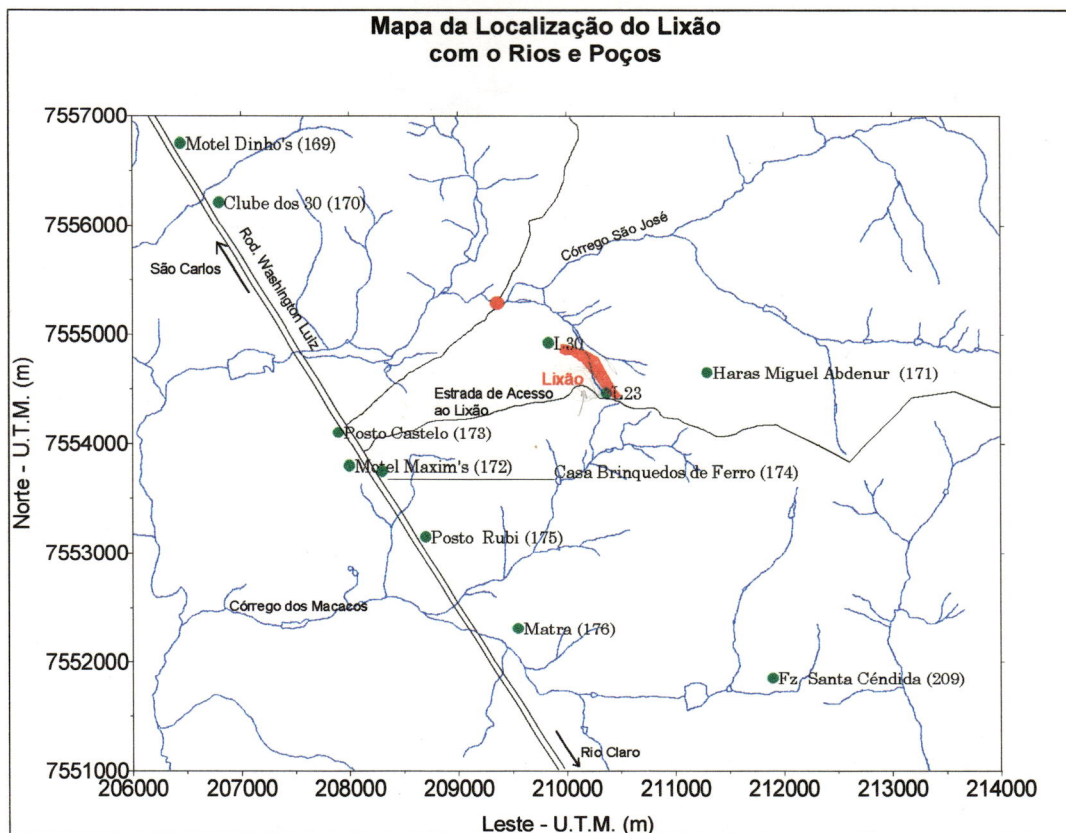 Mapa da Localização do Lixão
com o Rios e Poços
7557000
Motel Dinho's (169)
Clube dos 30 (170)
7556000
Rod. Washington Luiz
Córrego São José
São Carlos
7555000
L30
Lixão
Haras Miguel Abdenur (171)
L23
Estrada de Acesso
ao Lixão
7554000
Posto Castelo (173)
Motel Maxim's (172)
Casa Brinquedos de Ferro (174)
7553000
Posto Rubi (175)
Córrego dos Macacos
Matra (176)
7552000
Fz Santa Céndida (209)
Rio Claro
7551000
206000 207000 208000 209000 210000 211000 212000 213000 214000
Norte - U.T.M. (m)
Leste - U.T.M. (m)